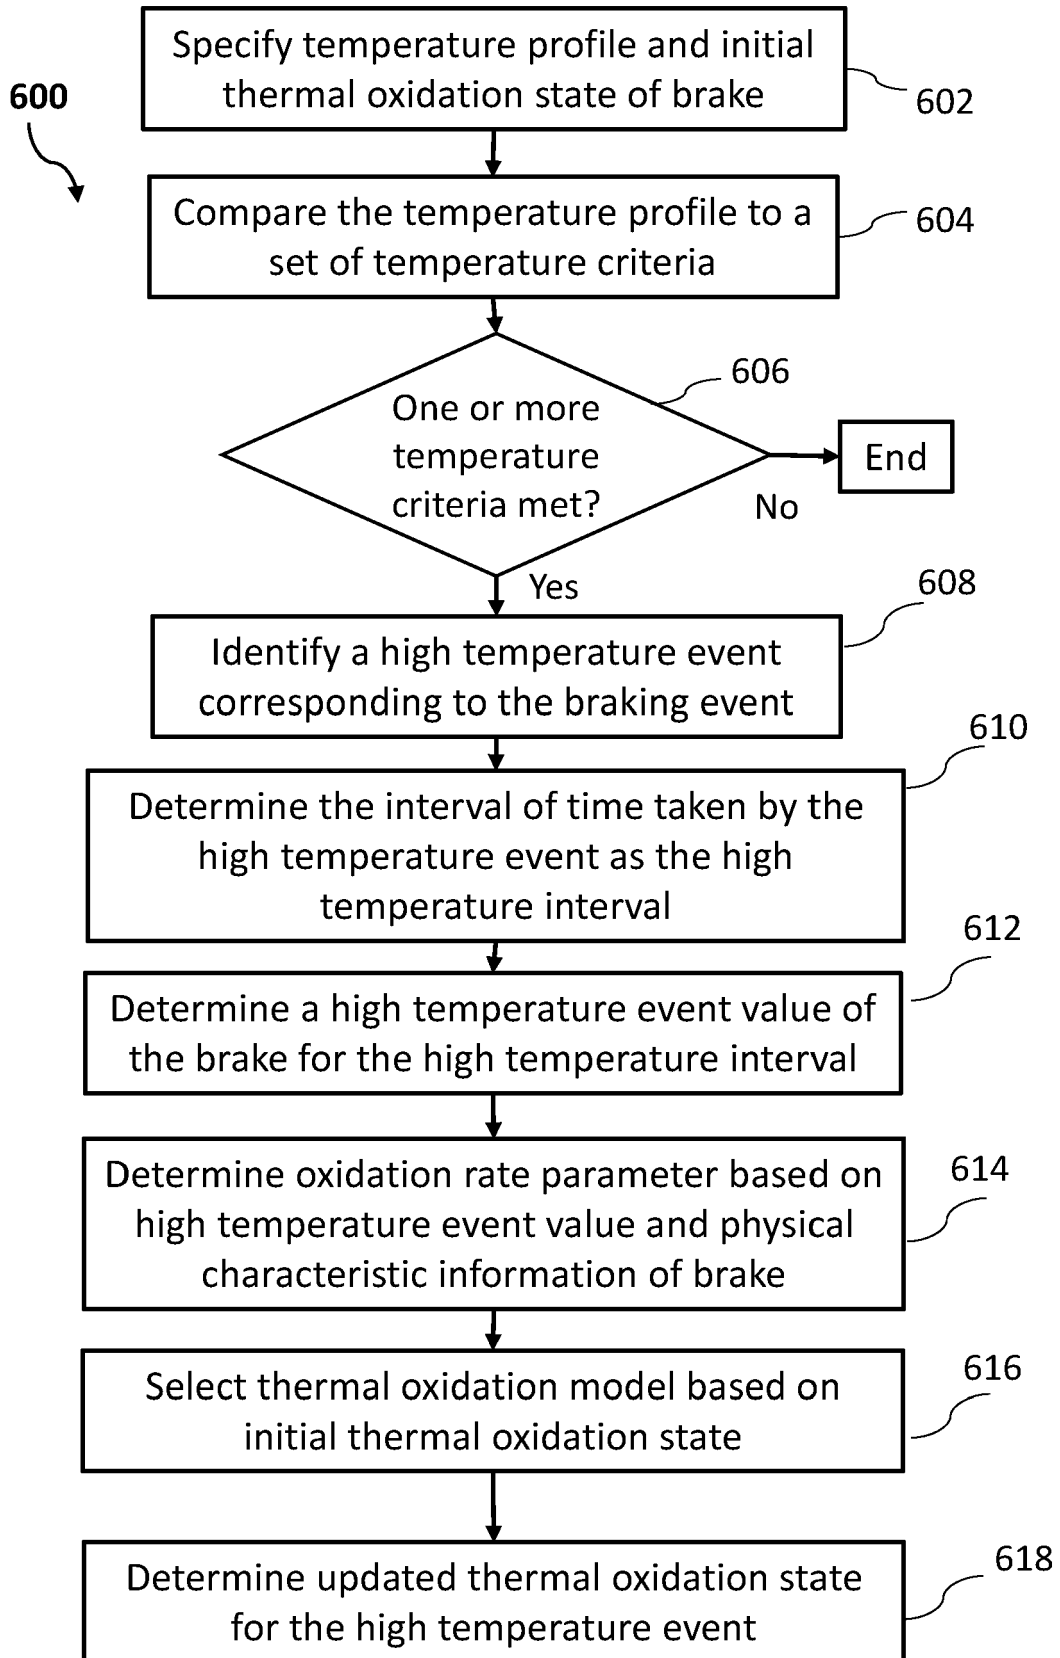 600
Specify temperature profile and initial
thermal oxidation state of brake
602
Compare the temperature profile to a
set of temperature criteria
604
One or more
temperature
criteria met?
606
No
End
Yes
Identify a high temperature event
corresponding to the braking event
608
Determine the interval of time taken by the
high temperature event as the high
temperature interval
610
Determine a high temperature event value of
the brake for the high temperature interval
612
Determine oxidation rate parameter based on
high temperature event value and physical
characteristic information of brake
614
Select thermal oxidation model based on
initial thermal oxidation state
616
Determine updated thermal oxidation state
for the high temperature event
618